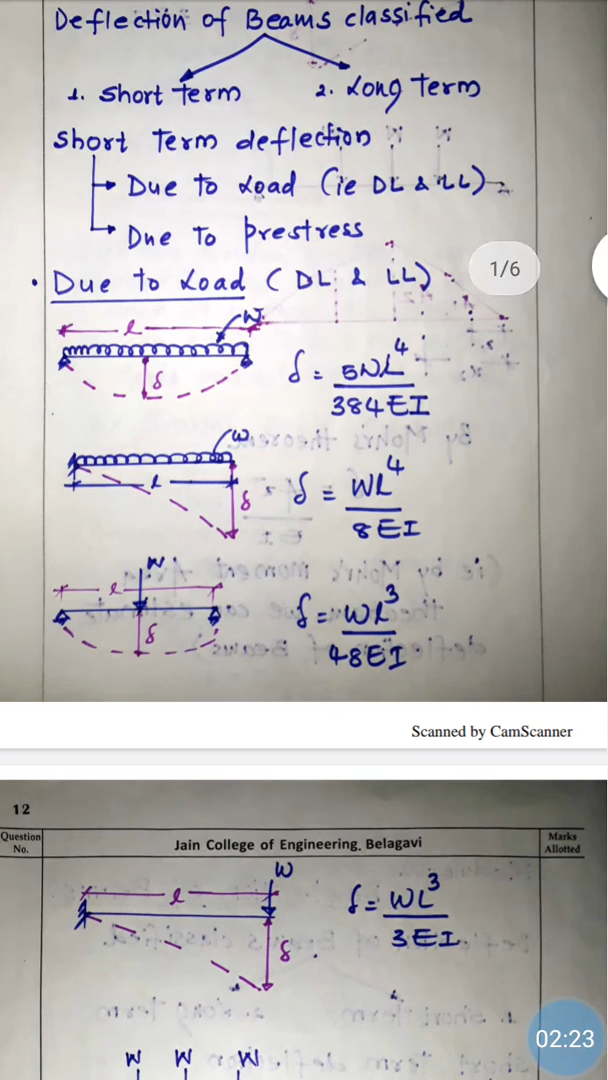 Deflection of Beams classified
1. Short term 2. Long Term
Short Term deflection
Due To Load (ie DL & LL)
Due To prestress
1/6
• Due to Load ( DL & LL)
l W
δ
δ = 5WL⁴
384EI
w
l
δ
δ = WL⁴
8EI
W
l
δ
δ = WL³
48EI
Scanned by CamScanner
12
Question No. Jain College of Engineering, Belagavi Marks Allotted
W
l
δ
δ = WL³
3EI
02:23
W W W